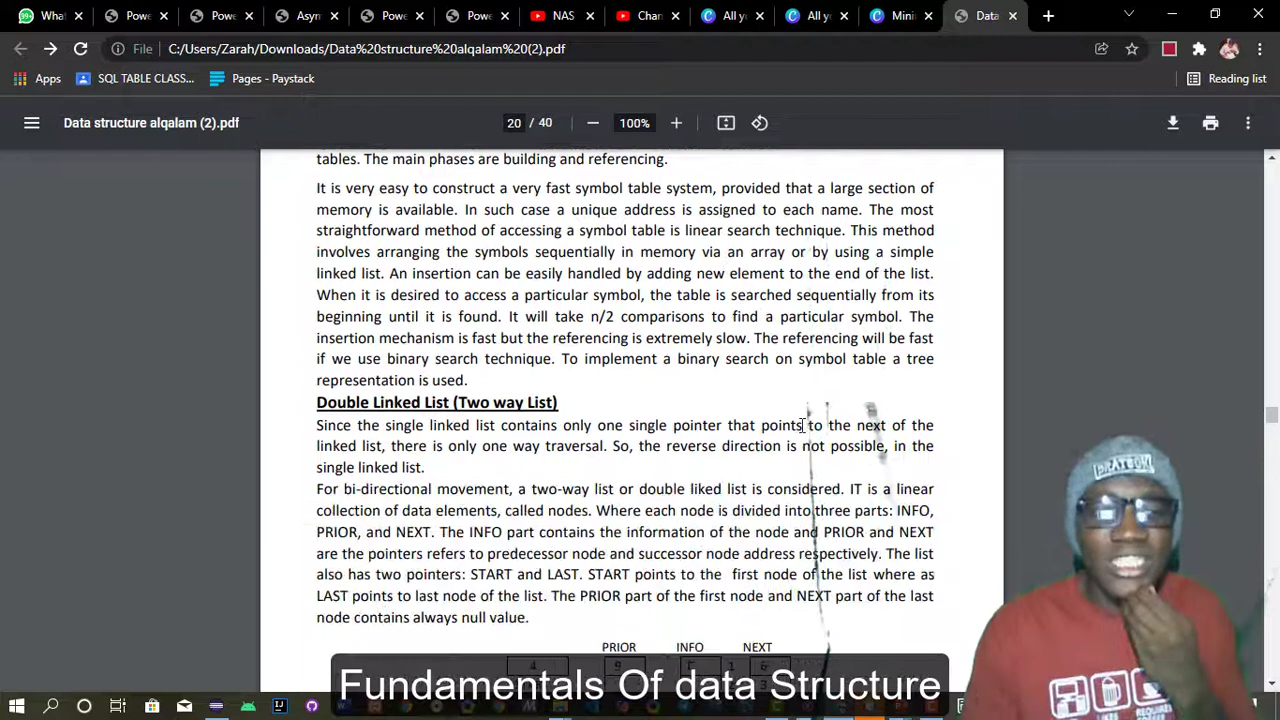 What
Powe
Powe
Asyn
Powe
Powe
NAS
Chan
All yo
All yo
Mini
Data
File
C:/Users/Zarah/Downloads/Data%20structure%20alqalam%20(2).pdf
Apps
SQL TABLE CLASS...
Pages - Paystack
Reading list
Data structure alqalam (2).pdf
20 / 40
100%
tables. The main phases are building and referencing.
It is very easy to construct a very fast symbol table system, provided that a large section of
memory is available. In such case a unique address is assigned to each name. The most
straightforward method of accessing a symbol table is linear search technique. This method
involves arranging the symbols sequentially in memory via an array or by using a simple
linked list. An insertion can be easily handled by adding new element to the end of the list.
When it is desired to access a particular symbol, the table is searched sequentially from its
beginning until it is found. It will take n/2 comparisons to find a particular symbol. The
insertion mechanism is fast but the referencing is extremely slow. The referencing will be fast
if we use binary search technique. To implement a binary search on symbol table a tree
representation is used.
Double Linked List (Two way List)
Since the single linked list contains only one single pointer that points to the next of the
linked list, there is only one way traversal. So, the reverse direction is not possible, in the
single linked list.
For bi-directional movement, a two-way list or double liked list is considered. IT is a linear
collection of data elements, called nodes. Where each node is divided into three parts: INFO,
PRIOR, and NEXT. The INFO part contains the information of the node and PRIOR and NEXT
are the pointers refers to predecessor node and successor node address respectively. The list
also has two pointers: START and LAST. START points to the first node of the list where as
LAST points to last node of the list. The PRIOR part of the first node and NEXT part of the last
node contains always null value.
PRIOR INFO NEXT
Fundamentals Of data Structure